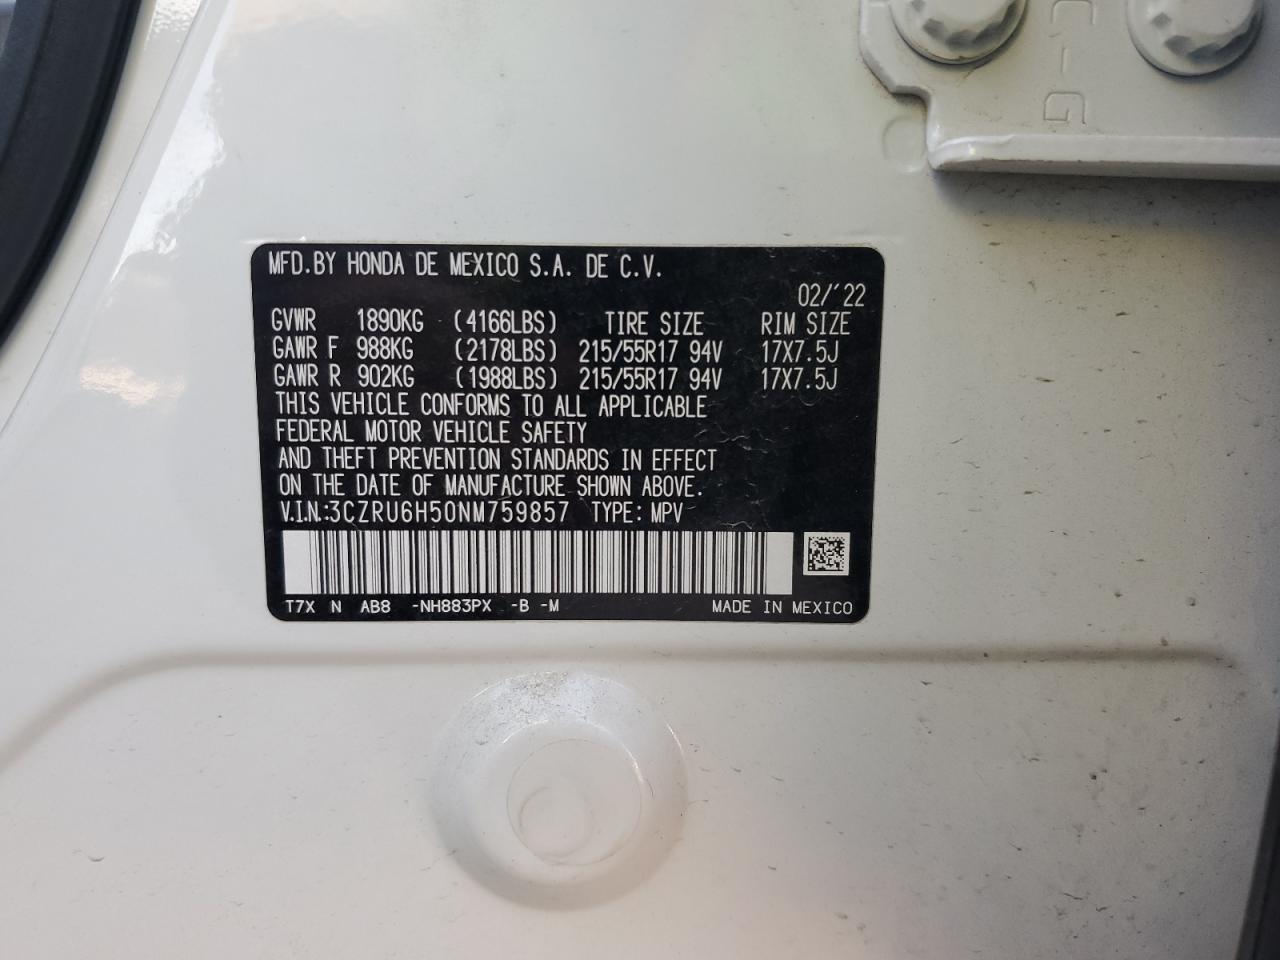 C-G
MFD.BY HONDA DE MEXICO S.A. DE C.V.
02/'22
GVWR 1890KG (4166LBS) TIRE SIZE RIM SIZE
GAWR F 988KG (2178LBS) 215/55R17 94V 17X7.5J
GAWR R 902KG (1988LBS) 215/55R17 94V 17X7.5J
THIS VEHICLE CONFORMS TO ALL APPLICABLE
FEDERAL MOTOR VEHICLE SAFETY
AND THEFT PREVENTION STANDARDS IN EFFECT
ON THE DATE OF MANUFACTURE SHOWN ABOVE.
V.I.N.:3CZRU6H50NM759857 TYPE: MPV
T7X N AB8 -NH883PX -B -M MADE IN MEXICO